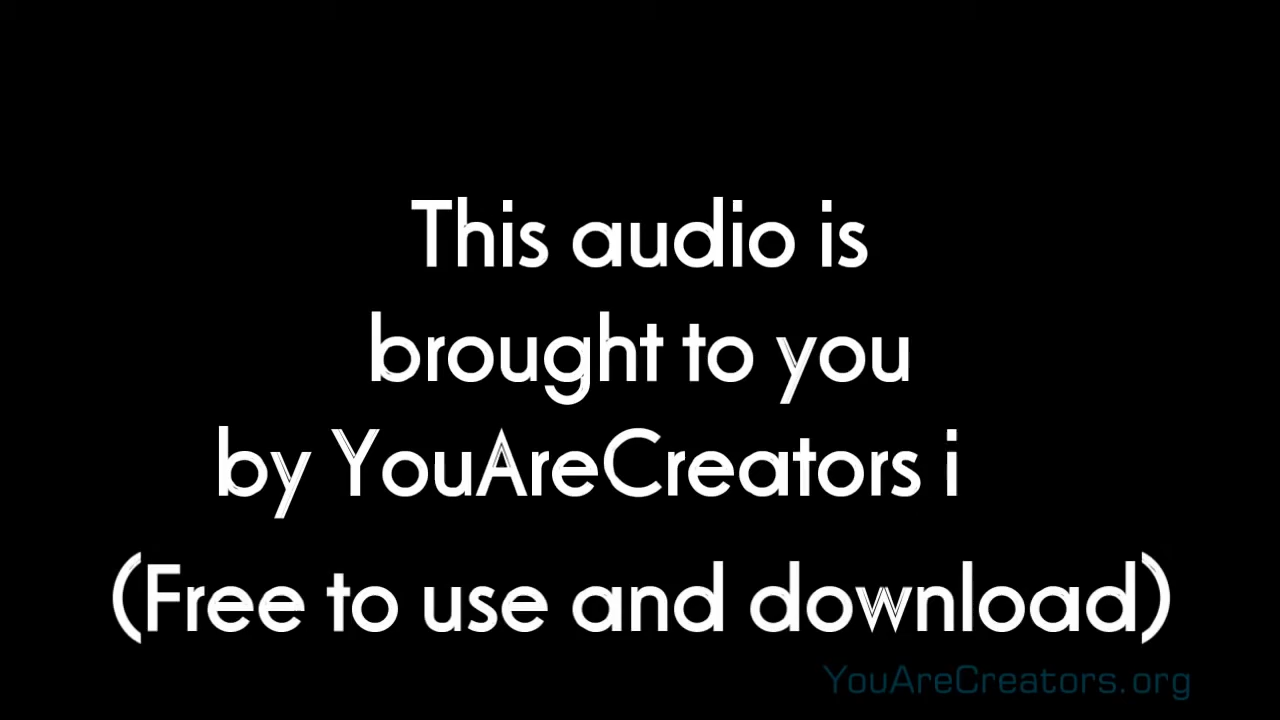 This audio is
brought to you
by YouAreCreators i
(Free to use and download)
YouAreCreators.org